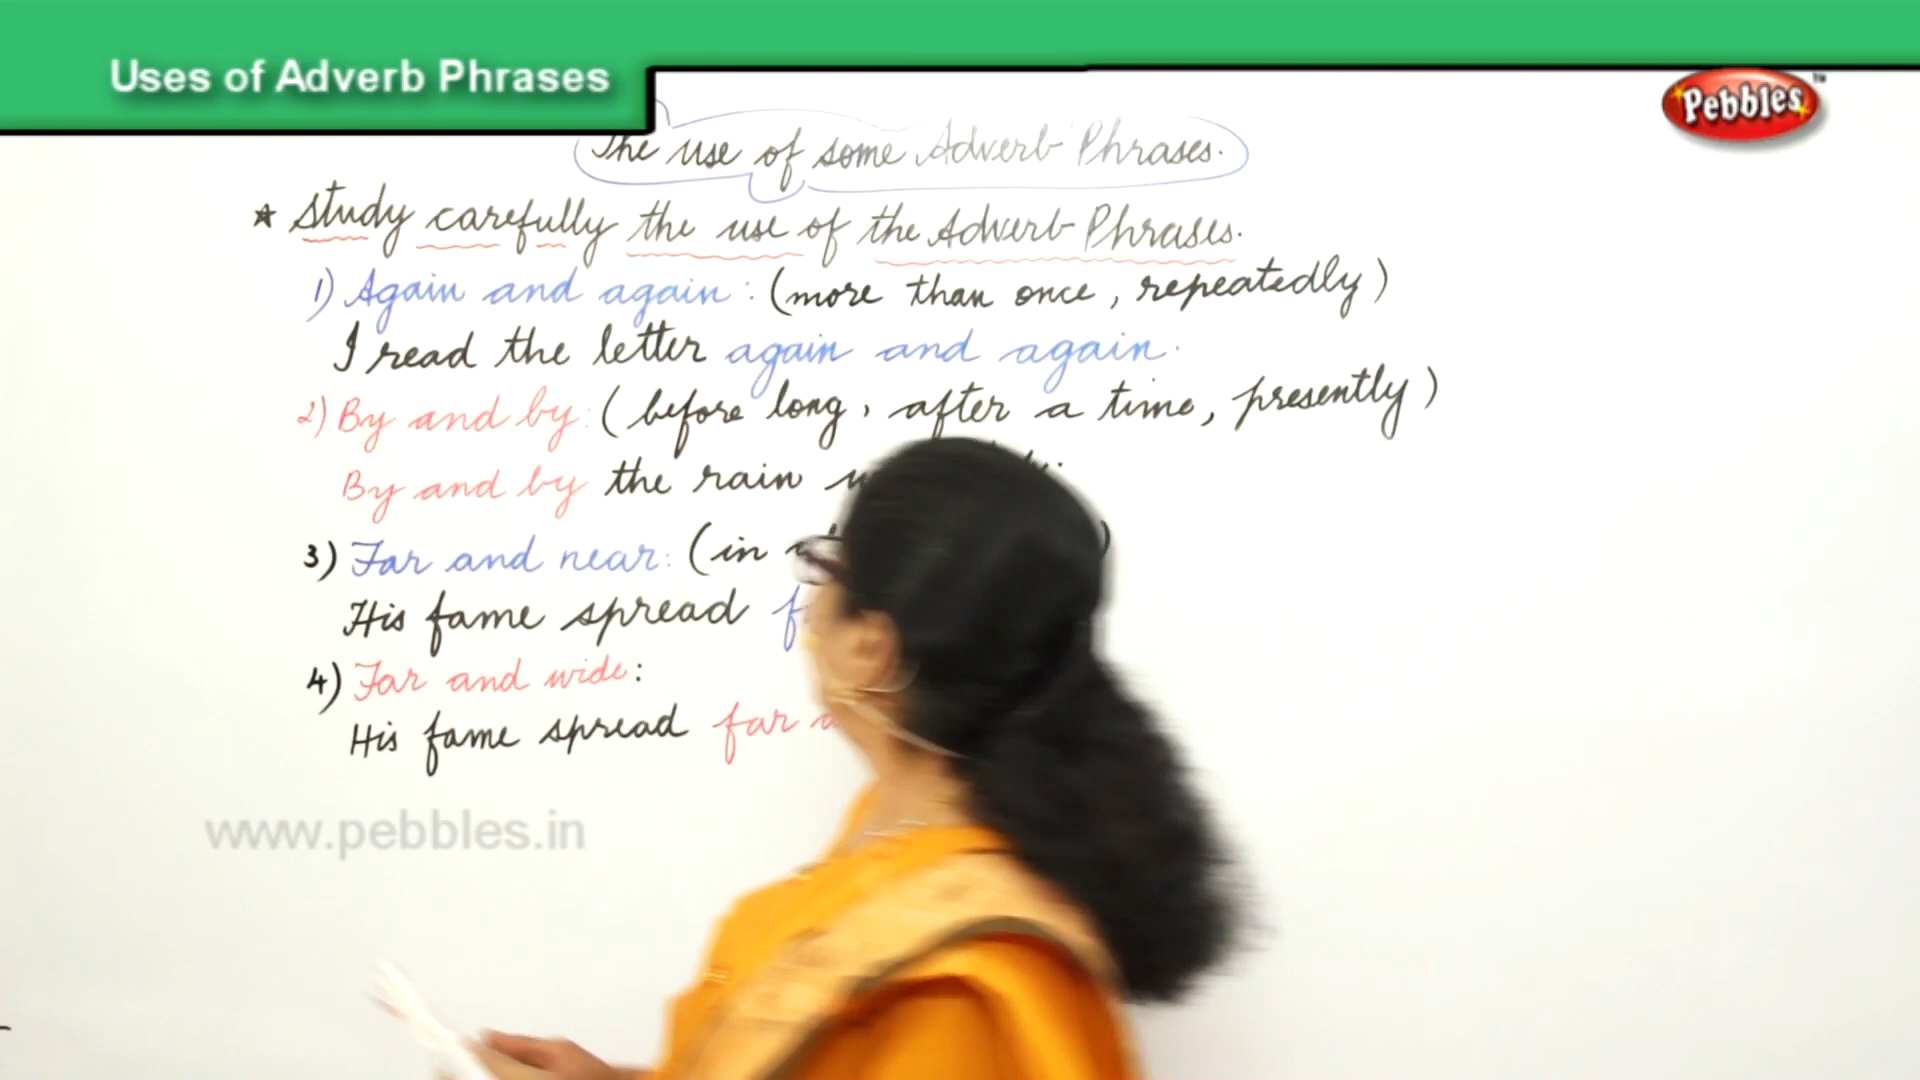 Uses of Adverb Phrases
Pebbles TM
The use of some Adverb Phrases.
* Study carefully the use of the Adverb Phrases.
1) Again and again: (more than once, repeatedly)
I read the letter again and again.
2) By and by: (before long, after a time, presently)
By and by the rain
3) Far and near: (in )
His fame spread
4) Far and wide:
His fame spread far
www.pebbles.in